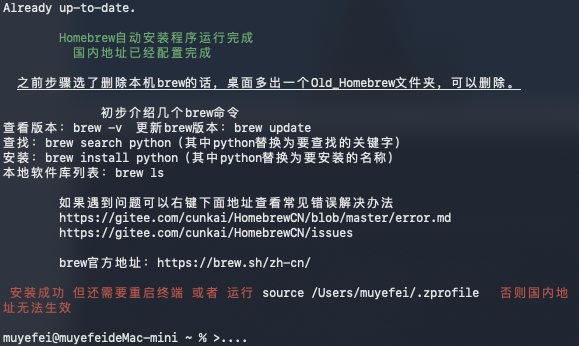 Already up-to-date.
Homebrew自动安装程序运行完成
国内地址已经配置完成
之前步骤选了删除本机brew的话，桌面多出一个Old_Homebrew文件夹，可以删除。
初步介绍几个brew命令
查看版本：brew -v  更新brew版本：brew update
查找：brew search python（其中python替换为要查找的关键字）
安装：brew install python（其中python替换为要安装的名称）
本地软件库列表：brew ls
如果遇到问题可以右键下面地址查看常见错误解决办法
https://gitee.com/cunkai/HomebrewCN/blob/master/error.md
https://gitee.com/cunkai/HomebrewCN/issues
brew官方地址：https://brew.sh/zh-cn/
安装成功 但还需要重启终端 或者 运行 source /Users/muyefei/.zprofile  否则国内地
址无法生效
muyefei@muyefeideMac-mini ~ % >....